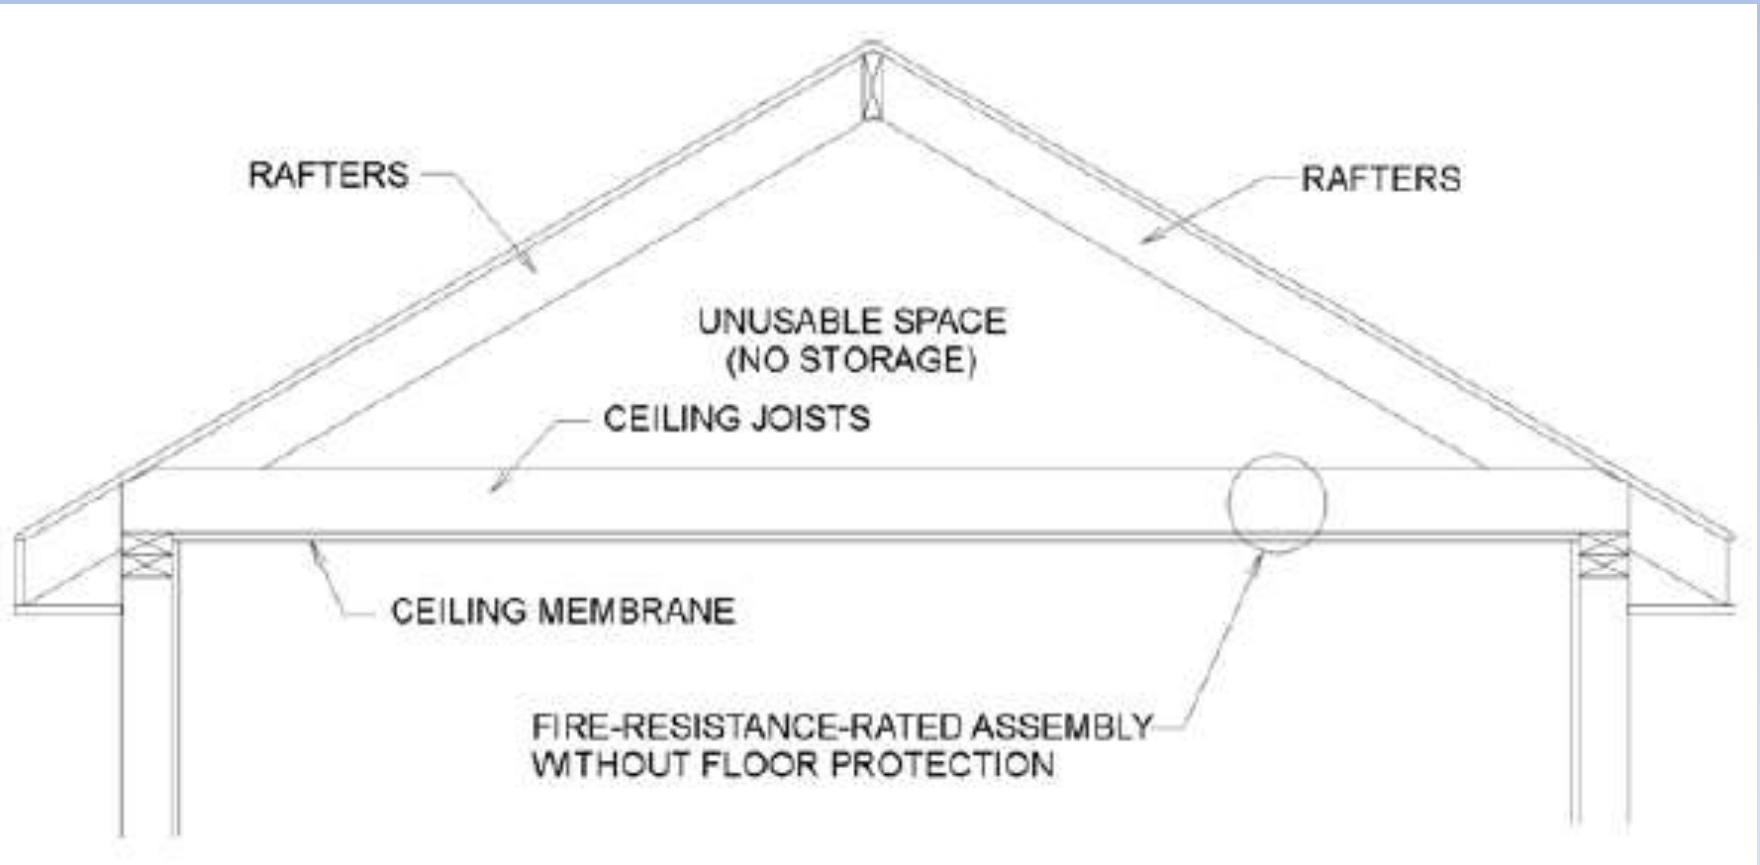 RAFTERS
RAFTERS
UNUSABLE SPACE
(NO STORAGE)
CEILING JOISTS
CEILING MEMBRANE
FIRE-RESISTANCE-RATED ASSEMBLY
WITHOUT FLOOR PROTECTION